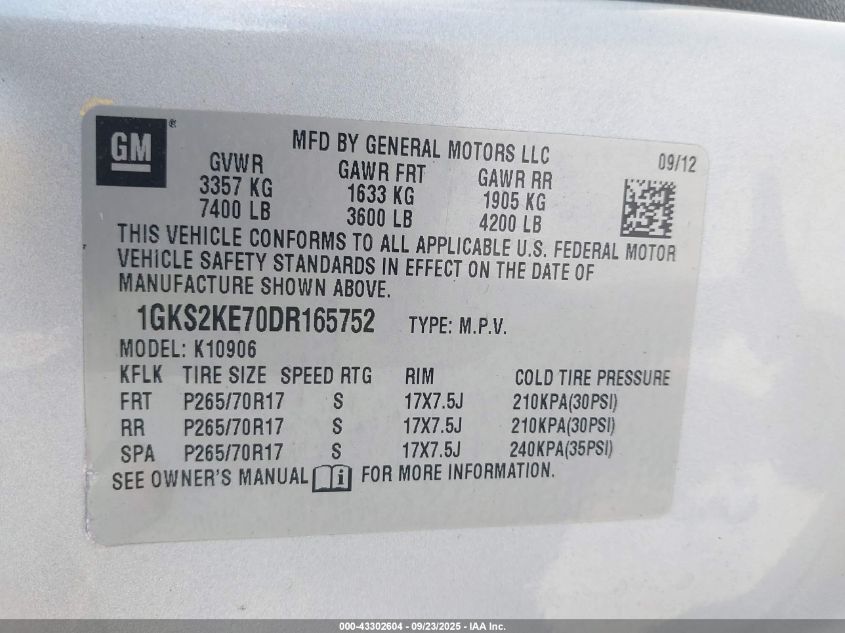 GM®
MFD BY GENERAL MOTORS LLC 09/12
GVWR GAWR FRT GAWR RR
3357 KG 1633 KG 1905 KG
7400 LB 3600 LB 4200 LB
THIS VEHICLE CONFORMS TO ALL APPLICABLE U.S. FEDERAL MOTOR
VEHICLE SAFETY STANDARDS IN EFFECT ON THE DATE OF
MANUFACTURE SHOWN ABOVE.
1GKS2KE70DR165752 TYPE: M.P.V.
MODEL: K10906
KFLK TIRE SIZE SPEED RTG RIM COLD TIRE PRESSURE
FRT P265/70R17 S 17X7.5J 210KPA(30PSI)
RR P265/70R17 S 17X7.5J 210KPA(30PSI)
SPA P265/70R17 S 17X7.5J 240KPA(35PSI)
SEE OWNER'S MANUAL i FOR MORE INFORMATION.
000-43302604 - 09/23/2025 - IAA Inc.